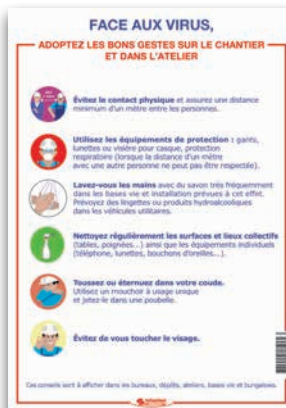 FACE AUX VIRUS,
ADOPTEZ LES BONS GESTES SUR LE CHANTIER
ET DANS L'ATELIER
Évitez le contact physique et assurez une distance
minimum d'un mètre entre les personnes.
Utilisez les équipements de protection : gants,
lunettes ou visière pour casque, protection
respiratoire (lorsque la distance d'un mètre
avec une autre personne ne peut pas être respectée).
Lavez-vous les mains avec du savon très fréquemment
dans les bases vie et installation prévues à cet effet.
Prévoyez des lingettes ou produits hydroalcooliques
dans les véhicules utilitaires.
Nettoyez régulièrement les surfaces et lieux collectifs
(tables, poignées...) ainsi que les équipements individuels
(téléphone, lunettes, bouchons d'oreilles...).
Toussez ou éternuez dans votre coude.
Utilisez un mouchoir à usage unique
et jetez-le dans une poubelle.
Évitez de vous toucher le visage.
Ces conseils sont à afficher dans les bureaux, dépôts, ateliers, bases vie et bungalows.